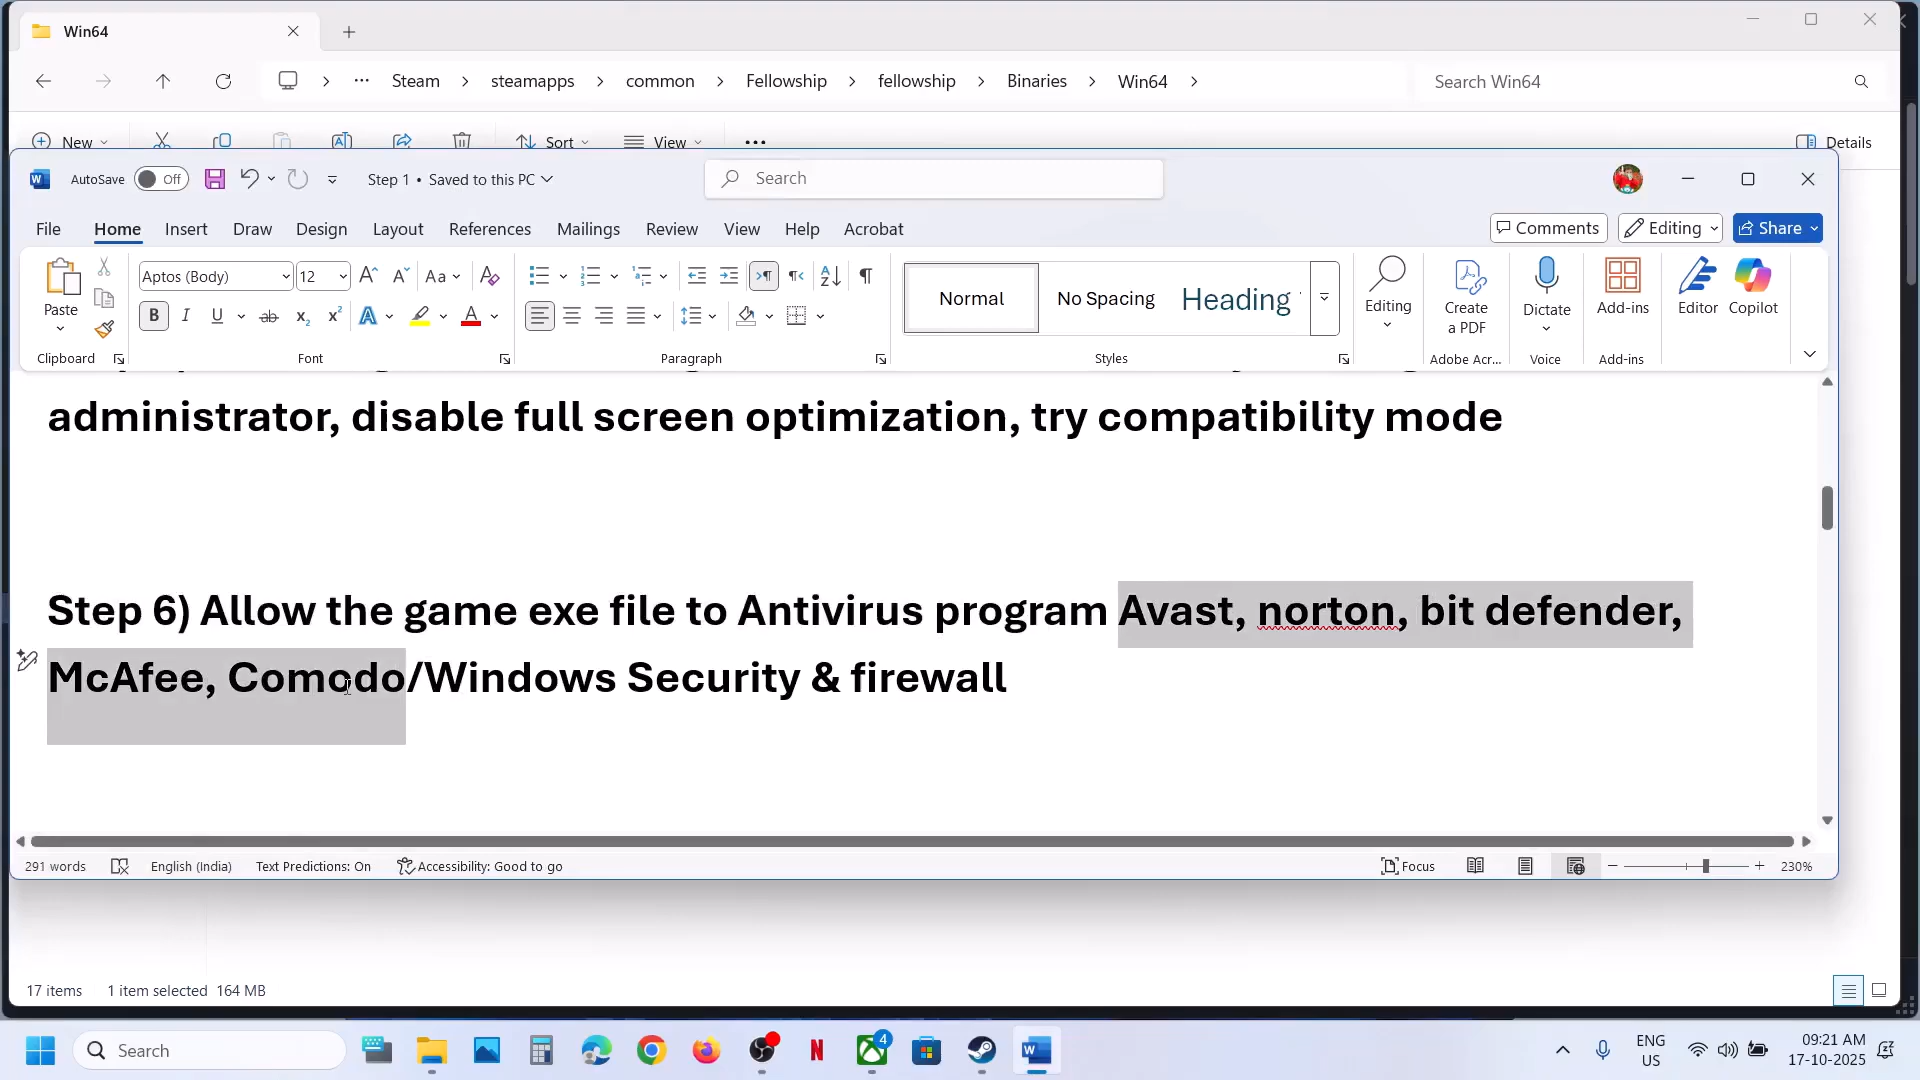 Win64
Steam
steamapps
common
Fellowship
fellowship
Binaries
Win64
Search Win64
New
Sort
View
Details
AutoSave
Off
Step 1 • Saved to this PC
Search
File
Home
Insert
Draw
Design
Layout
References
Mailings
Review
View
Help
Acrobat
Comments
Editing
Share
Paste
Aptos (Body)
12
Normal
No Spacing
Heading
Editing
Create
a PDF
Dictate
Add-ins
Editor
Copilot
Clipboard
Font
Paragraph
Styles
Adobe Acr...
Voice
Add-ins
administrator, disable full screen optimization, try compatibility mode
Step 6) Allow the game exe file to Antivirus program Avast, norton, bit defender,
McAfee, Comodo/Windows Security & firewall
291 words
English (India)
Text Predictions: On
Accessibility: Good to go
Focus
230%
17 items
1 item selected 164 MB
Search
4
ENG
US
09:21 AM
17-10-2025